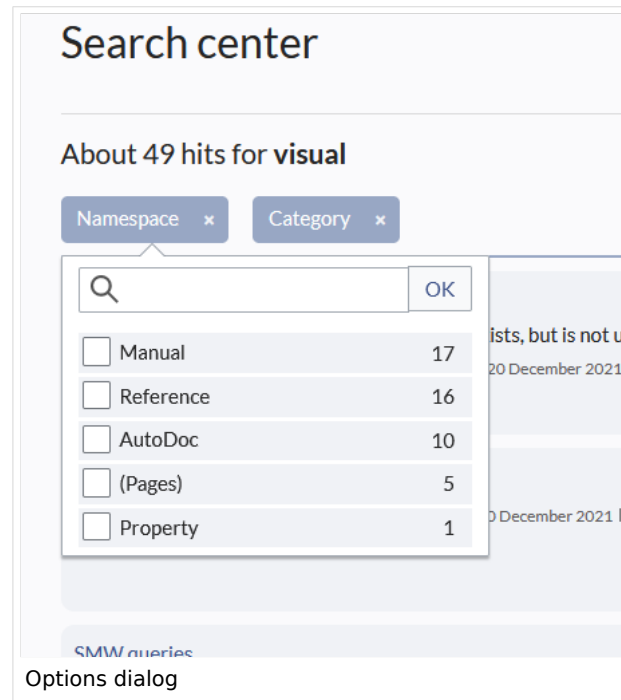 Search center
About 49 hits for visual
Namespace × Category ×
OK
Manual 17
Reference 16
AutoDoc 10
(Pages) 5
Property 1
ists, but is not u
20 December 2021
December 2021
SMW queries
Options dialog